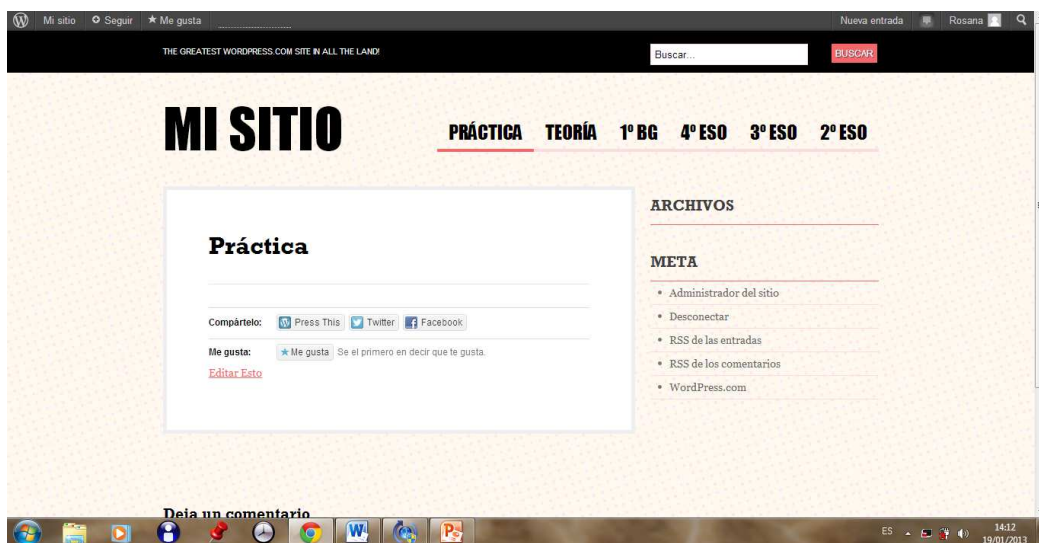 Mi sitio Seguir Me gusta Nueva entrada Rosana
THE GREATEST WORDPRESS.COM SITE IN ALL THE LAND!
Buscar... BUSCAR
MI SITIO
PRÁCTICA TEORÍA 1º BG 4º ESO 3º ESO 2º ESO
Práctica
Compártelo: Press This Twitter Facebook
Me gusta: Me gusta Se el primero en decir que te gusta.
Editar Esto
ARCHIVOS
META
Administrador del sitio
Desconectar
RSS de las entradas
RSS de los comentarios
WordPress.com
Deja un comentario
ES 14:12
19/01/2013